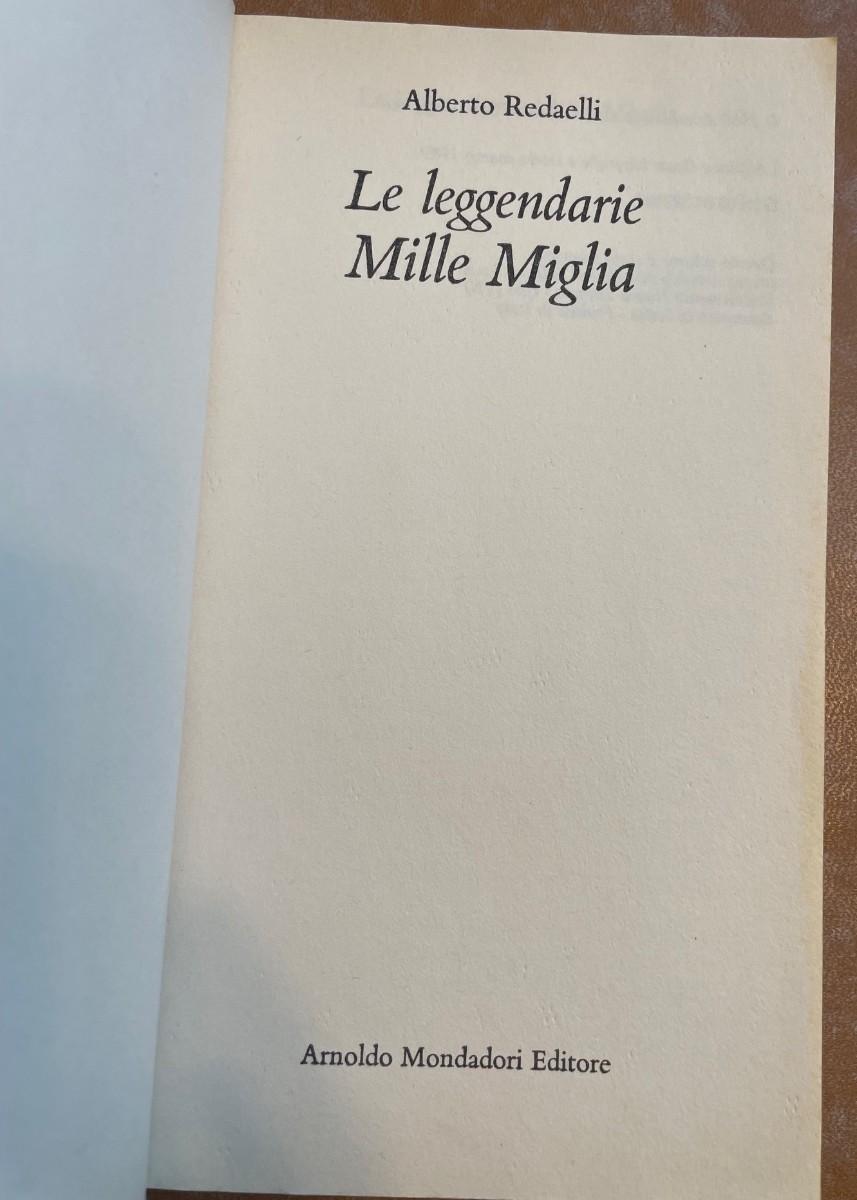 Alberto Redaelli
Le leggendarie
Mille Miglia
Arnoldo Mondadori Editore